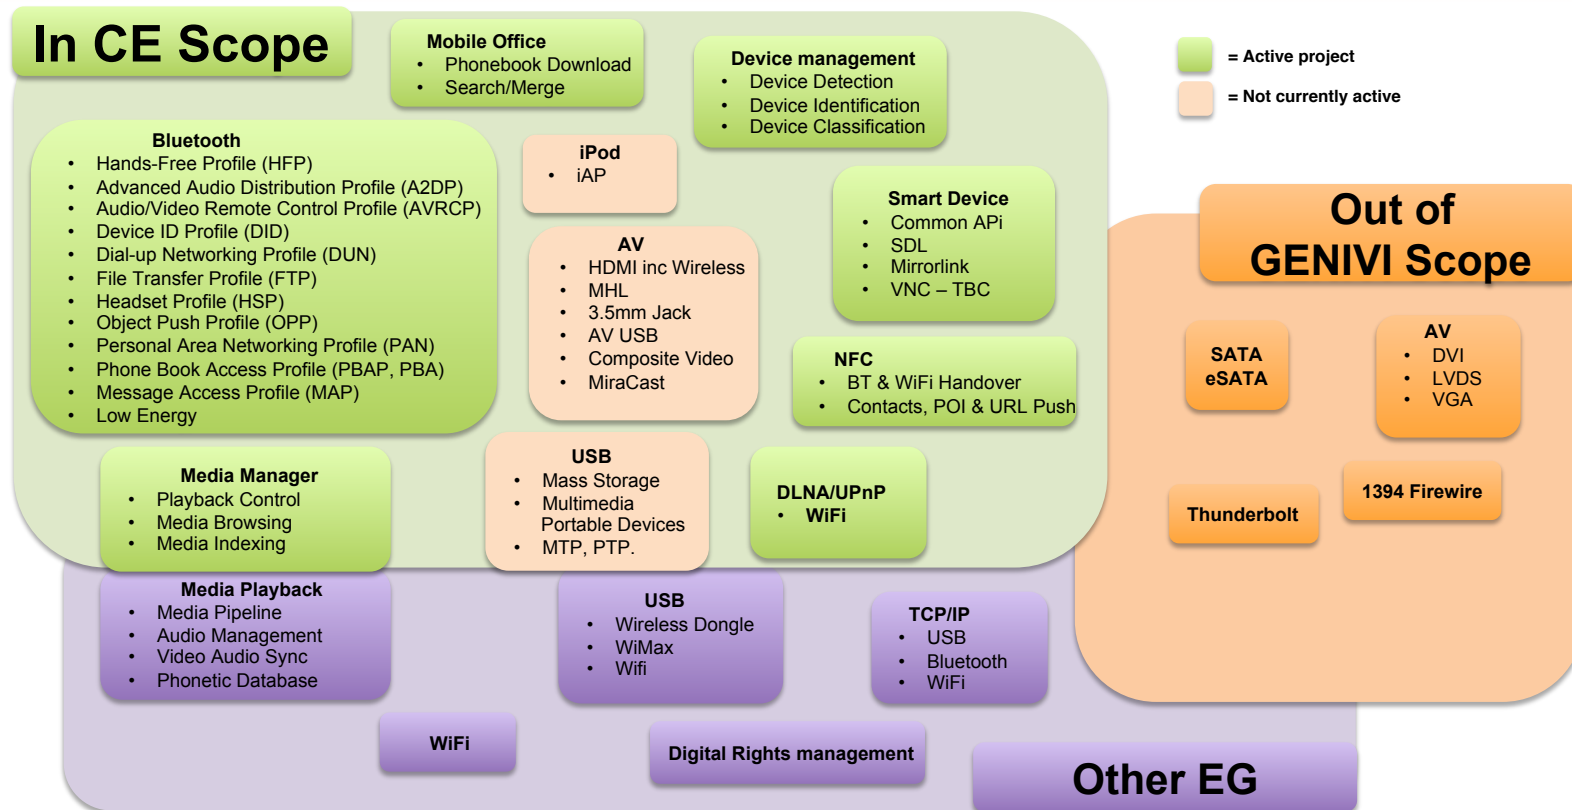 In CE Scope
Mobile Office
• Phonebook Download
• Search/Merge
Device management
• Device Detection
• Device Identification
• Device Classification
= Active project
= Not currently active
Bluetooth
• Hands-Free Profile (HFP)
• Advanced Audio Distribution Profile (A2DP)
• Audio/Video Remote Control Profile (AVRCP)
• Device ID Profile (DID)
• Dial-up Networking Profile (DUN)
• File Transfer Profile (FTP)
• Headset Profile (HSP)
• Object Push Profile (OPP)
• Personal Area Networking Profile (PAN)
• Phone Book Access Profile (PBAP, PBA)
• Message Access Profile (MAP)
• Low Energy
iPod
• iAP
AV
• HDMI inc Wireless
• MHL
• 3.5mm Jack
• AV USB
• Composite Video
• MiraCast
Smart Device
• Common APi
• SDL
• Mirrorlink
• VNC – TBC
NFC
• BT & WiFi Handover
• Contacts, POI & URL Push
Out of
GENIVI Scope
SATA
eSATA
AV
• DVI
• LVDS
• VGA
Thunderbolt
1394 Firewire
Media Manager
• Playback Control
• Media Browsing
• Media Indexing
USB
• Mass Storage
• Multimedia
Portable Devices
• MTP, PTP.
DLNA/UPnP
• WiFi
Media Playback
• Media Pipeline
• Audio Management
• Video Audio Sync
• Phonetic Database
USB
• Wireless Dongle
• WiMax
• Wifi
TCP/IP
• USB
• Bluetooth
• WiFi
WiFi
Digital Rights management
Other EG